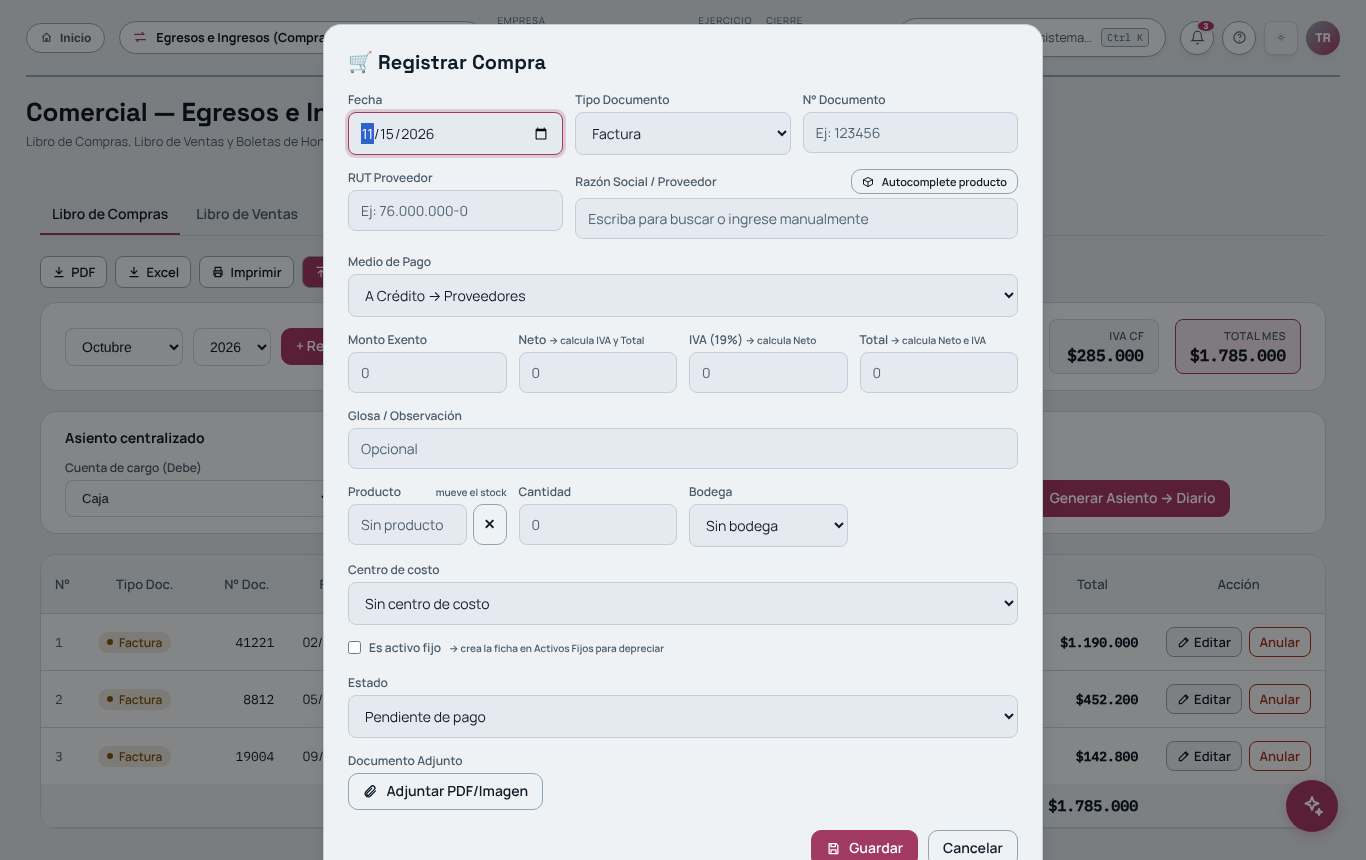 EMPRESA
EJERCICIO CIERRE
Inicio
Egresos e Ingresos (Compra
Ctrl K
3
TR
Comercial — Egresos e In
Libro de Compras, Libro de Ventas y Boletas de Hon
Libro de Compras
Libro de Ventas
PDF
Excel
Imprimir
Octubre
2026
+ Re
IVA CF
$285.000
TOTAL MES
$1.785.000
Asiento centralizado
Cuenta de cargo (Debe)
Caja
Generar Asiento → Diario
N°
Tipo Doc.
N° Doc.
Total
Acción
1
Factura
41221
02/
$1.190.000
Editar
Anular
2
Factura
8812
05/
$452.200
Editar
Anular
3
Factura
19004
09/
$142.800
Editar
Anular
$1.785.000
🛒 Registrar Compra
Fecha
11/15/2026
Tipo Documento
Factura
N° Documento
Ej: 123456
RUT Proveedor
Ej: 76.000.000-0
Razón Social / Proveedor
Autocomplete producto
Escriba para buscar o ingrese manualmente
Medio de Pago
A Crédito → Proveedores
Monto Exento
0
Neto → calcula IVA y Total
0
IVA (19%) → calcula Neto
0
Total → calcula Neto e IVA
0
Glosa / Observación
Opcional
Producto
mueve el stock
Sin producto
✕
Cantidad
0
Bodega
Sin bodega
Centro de costo
Sin centro de costo
Es activo fijo → crea la ficha en Activos Fijos para depreciar
Estado
Pendiente de pago
Documento Adjunto
Adjuntar PDF/Imagen
Guardar
Cancelar